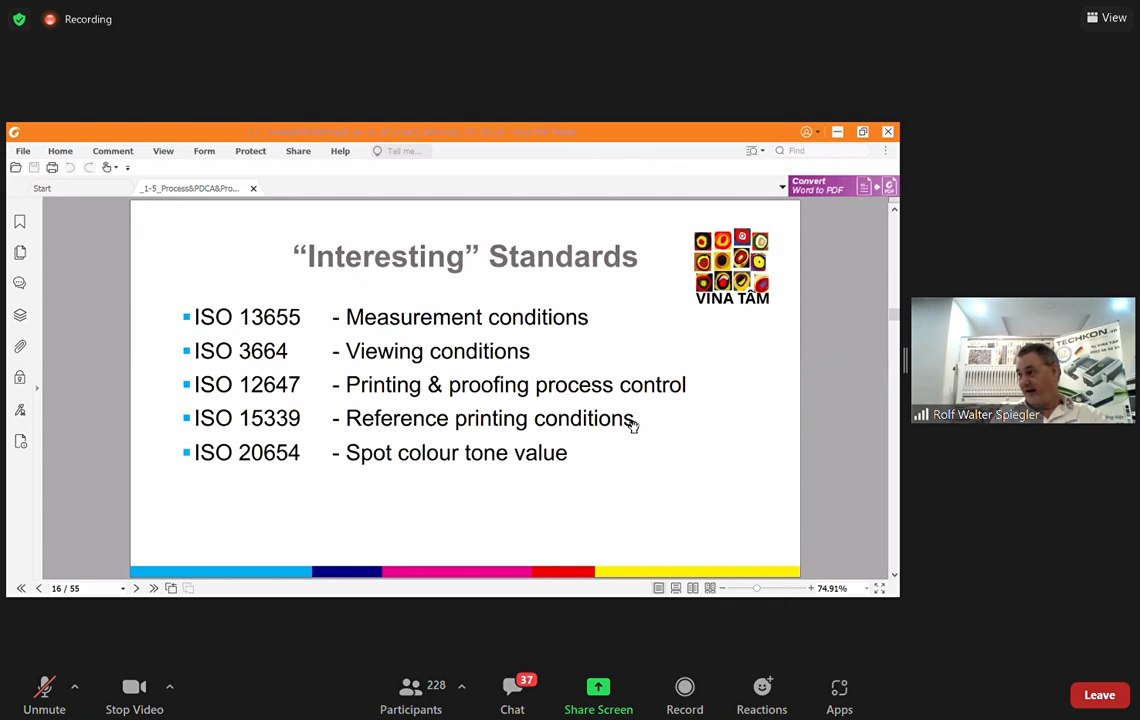 Recording
View
File Home Comment View Form Protect Share Help Tell me... Find
Start _1-5_Process&PDCA&Pro... Convert
Word to PDF
“Interesting” Standards
VINA TÂM
ISO 13655 - Measurement conditions
ISO 3664 - Viewing conditions
ISO 12647 - Printing & proofing process control
ISO 15339 - Reference printing conditions
ISO 20654 - Spot colour tone value
TECHKON
Rolf Walter Spiegler
16 / 55 74.91%
228 37
Unmute Stop Video Participants Chat Share Screen Record Reactions Apps Leave